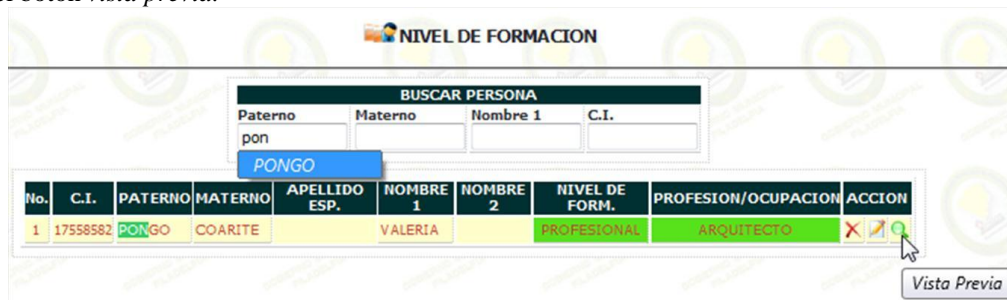 botón vista previa.
NIVEL DE FORMACION
BUSCAR PERSONA
Paterno Materno Nombre 1 C.I.
pon
PONGO
No. C.I. PATERNO MATERNO APELLIDO ESP. NOMBRE 1 NOMBRE 2 NIVEL DE FORM. PROFESION/OCUPACION ACCION
1 17558582 PONGO COARITE VALERIA PROFESIONAL ARQUITECTO
Vista Previa